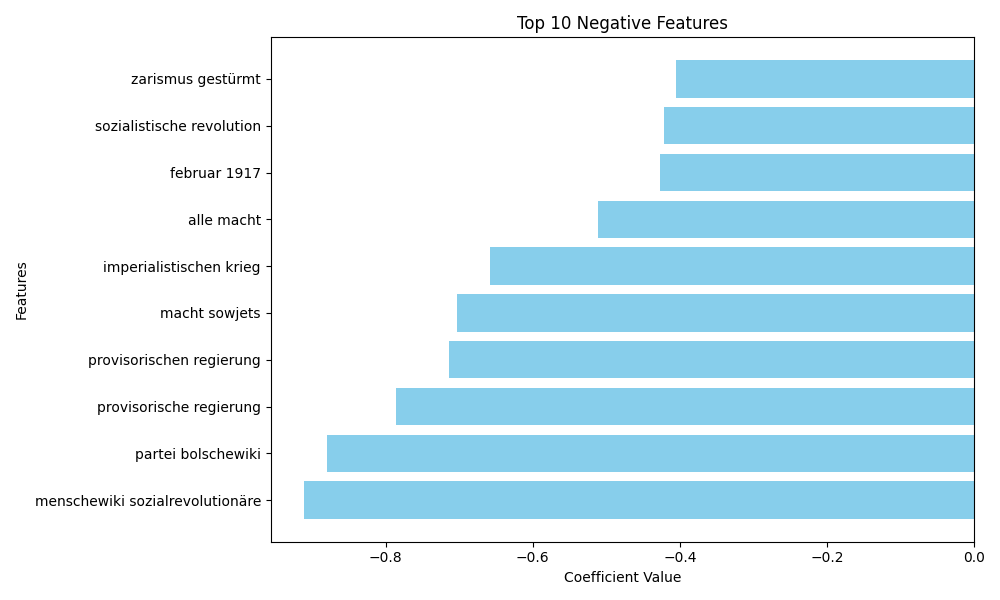 Top 10 Negative Features
zarismus gestürmt
sozialistische revolution
februar 1917
alle macht
imperialistischen krieg
macht sowjets
provisorischen regierung
provisorische regierung
partei bolschewiki
menschewiki sozialrevolutionäre
Features
−0.8 −0.6 −0.4 −0.2 0.0
Coefficient Value